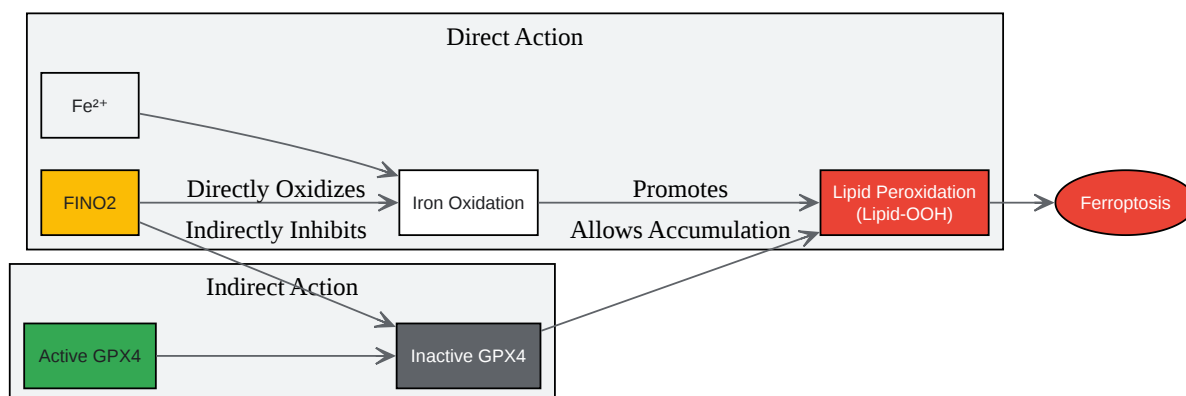 Direct Action
Fe²⁺
FINO2
Directly Oxidizes
Iron Oxidation
Promotes
Lipid Peroxidation
(Lipid-OOH)
Ferroptosis
Indirectly Inhibits
Allows Accumulation
Indirect Action
Active GPX4
Inactive GPX4